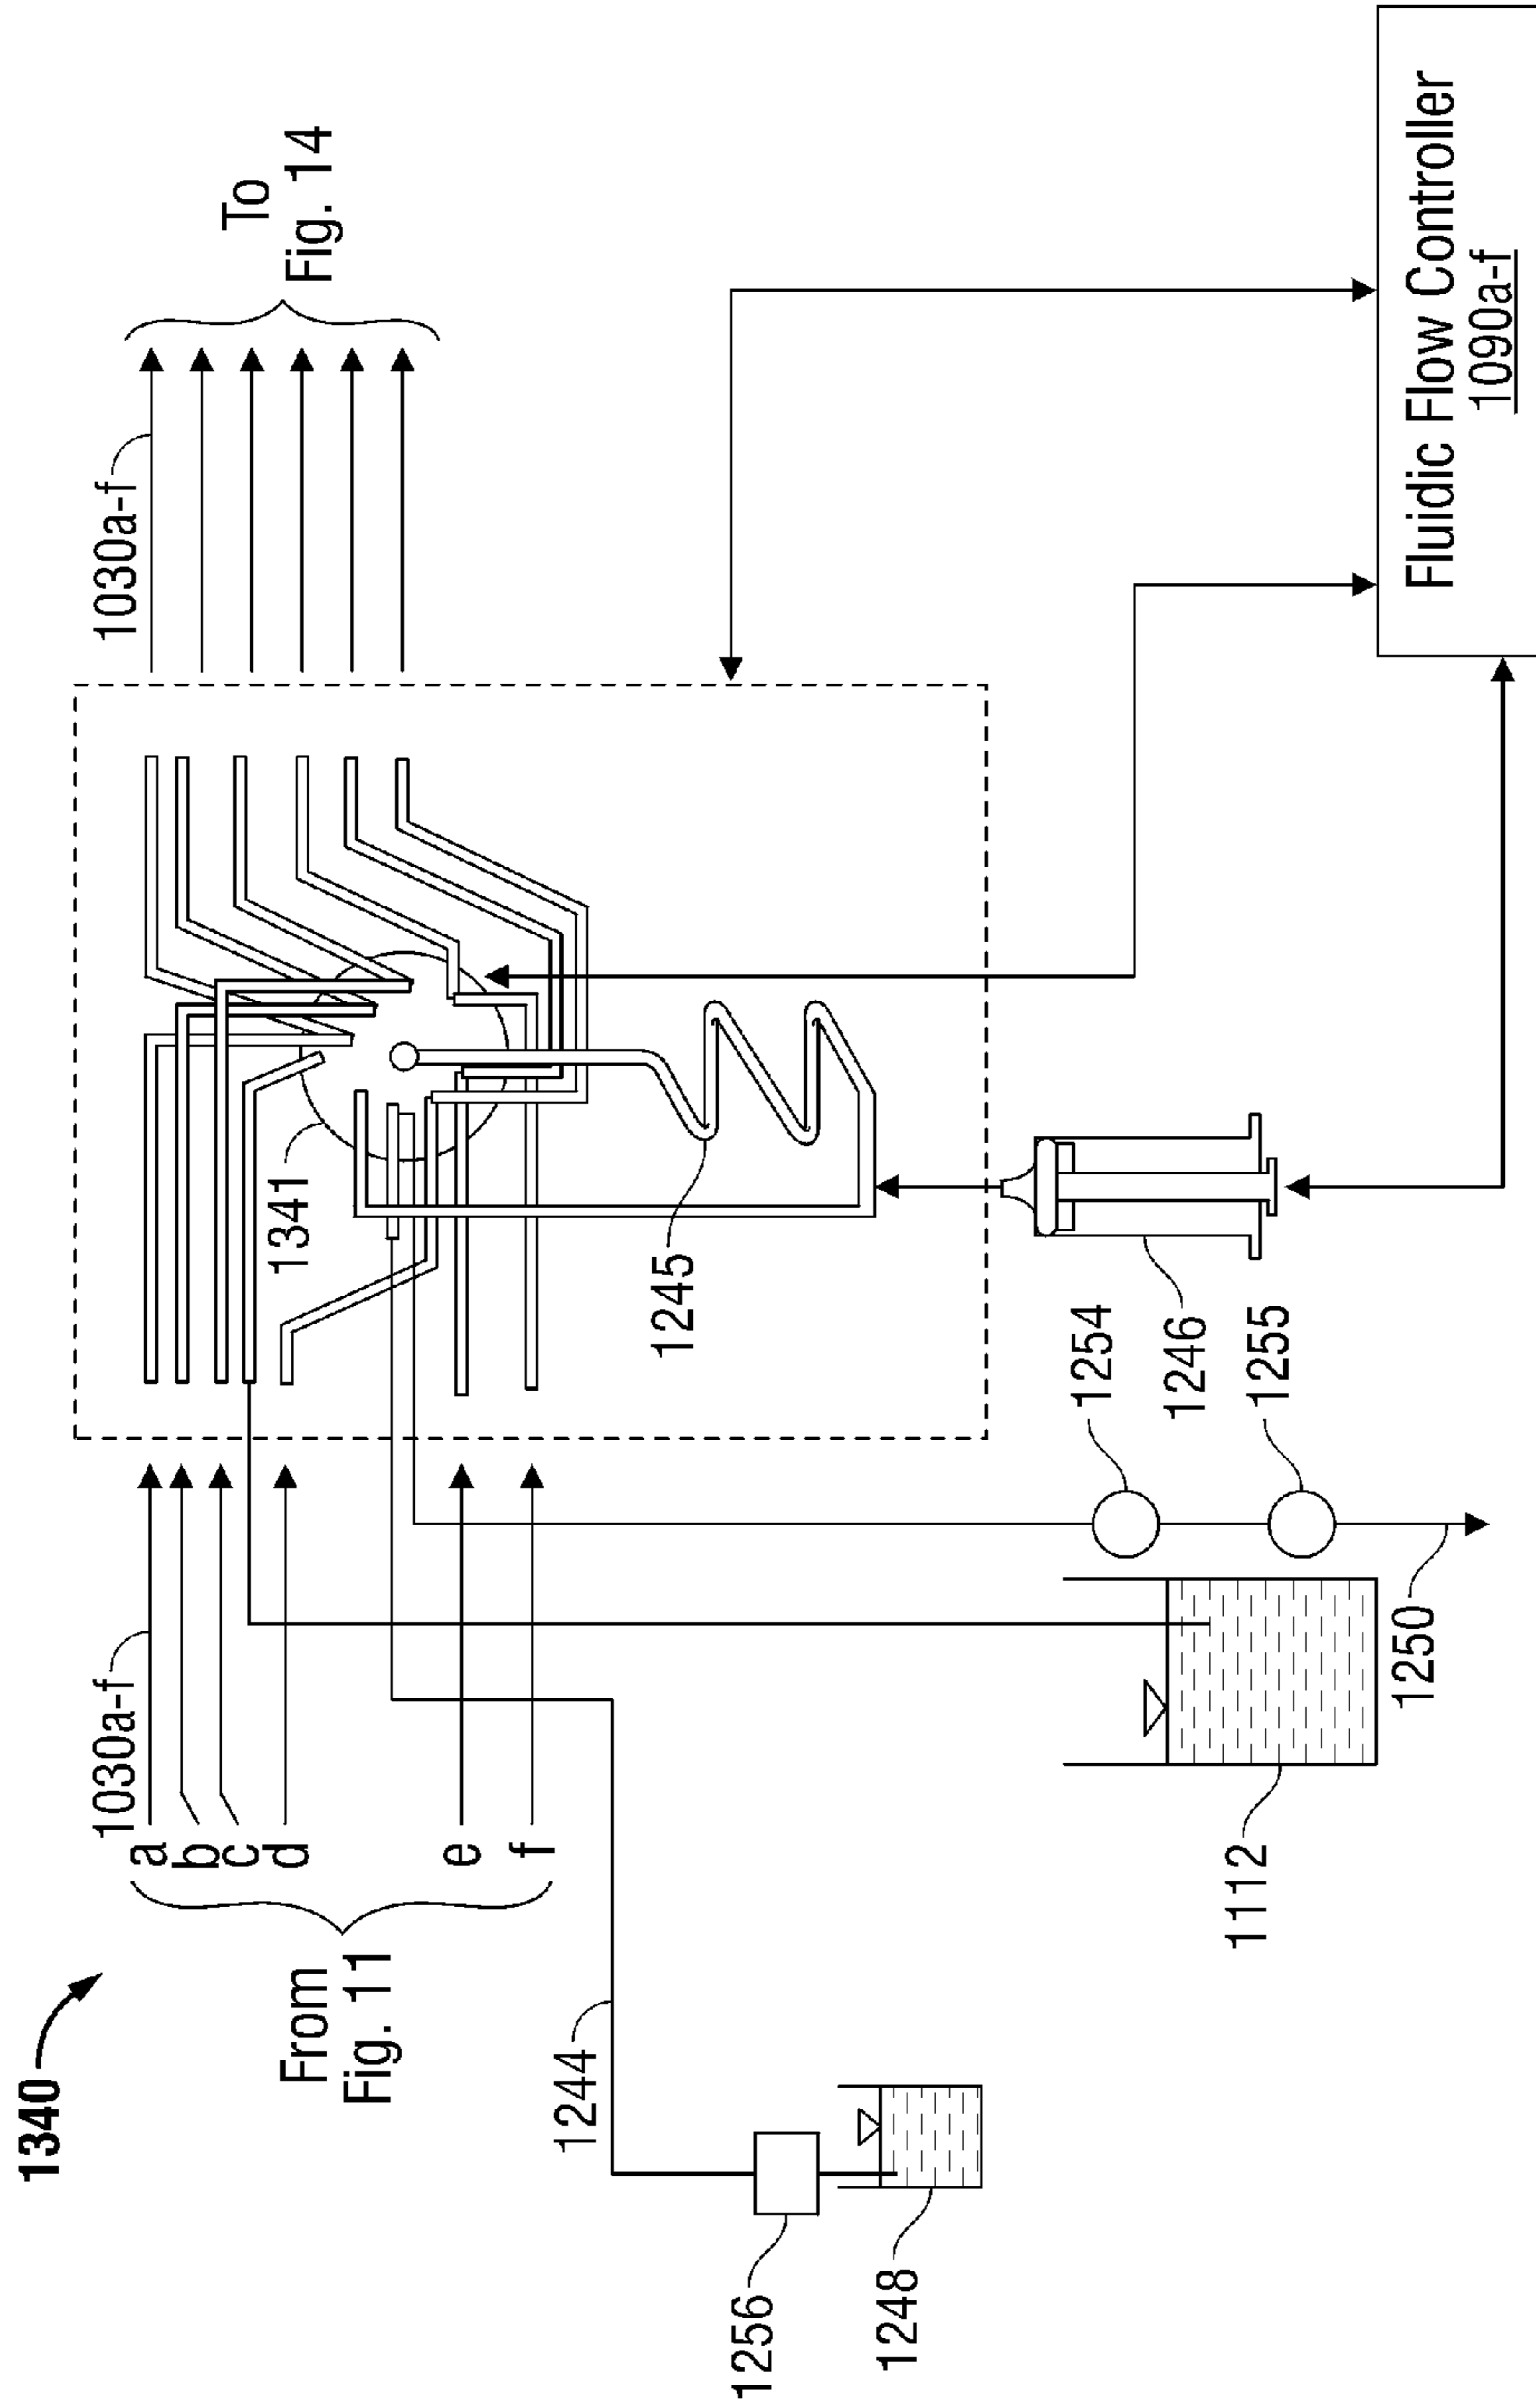 1340
From
Fig. 11
a
b
c
d
e
f
1030a-f
1030a-f
To
Fig. 14
1341
1244
1245
1256
1248
1254
1246
1255
1112
1250
Fluidic Flow Controller
1090a-f